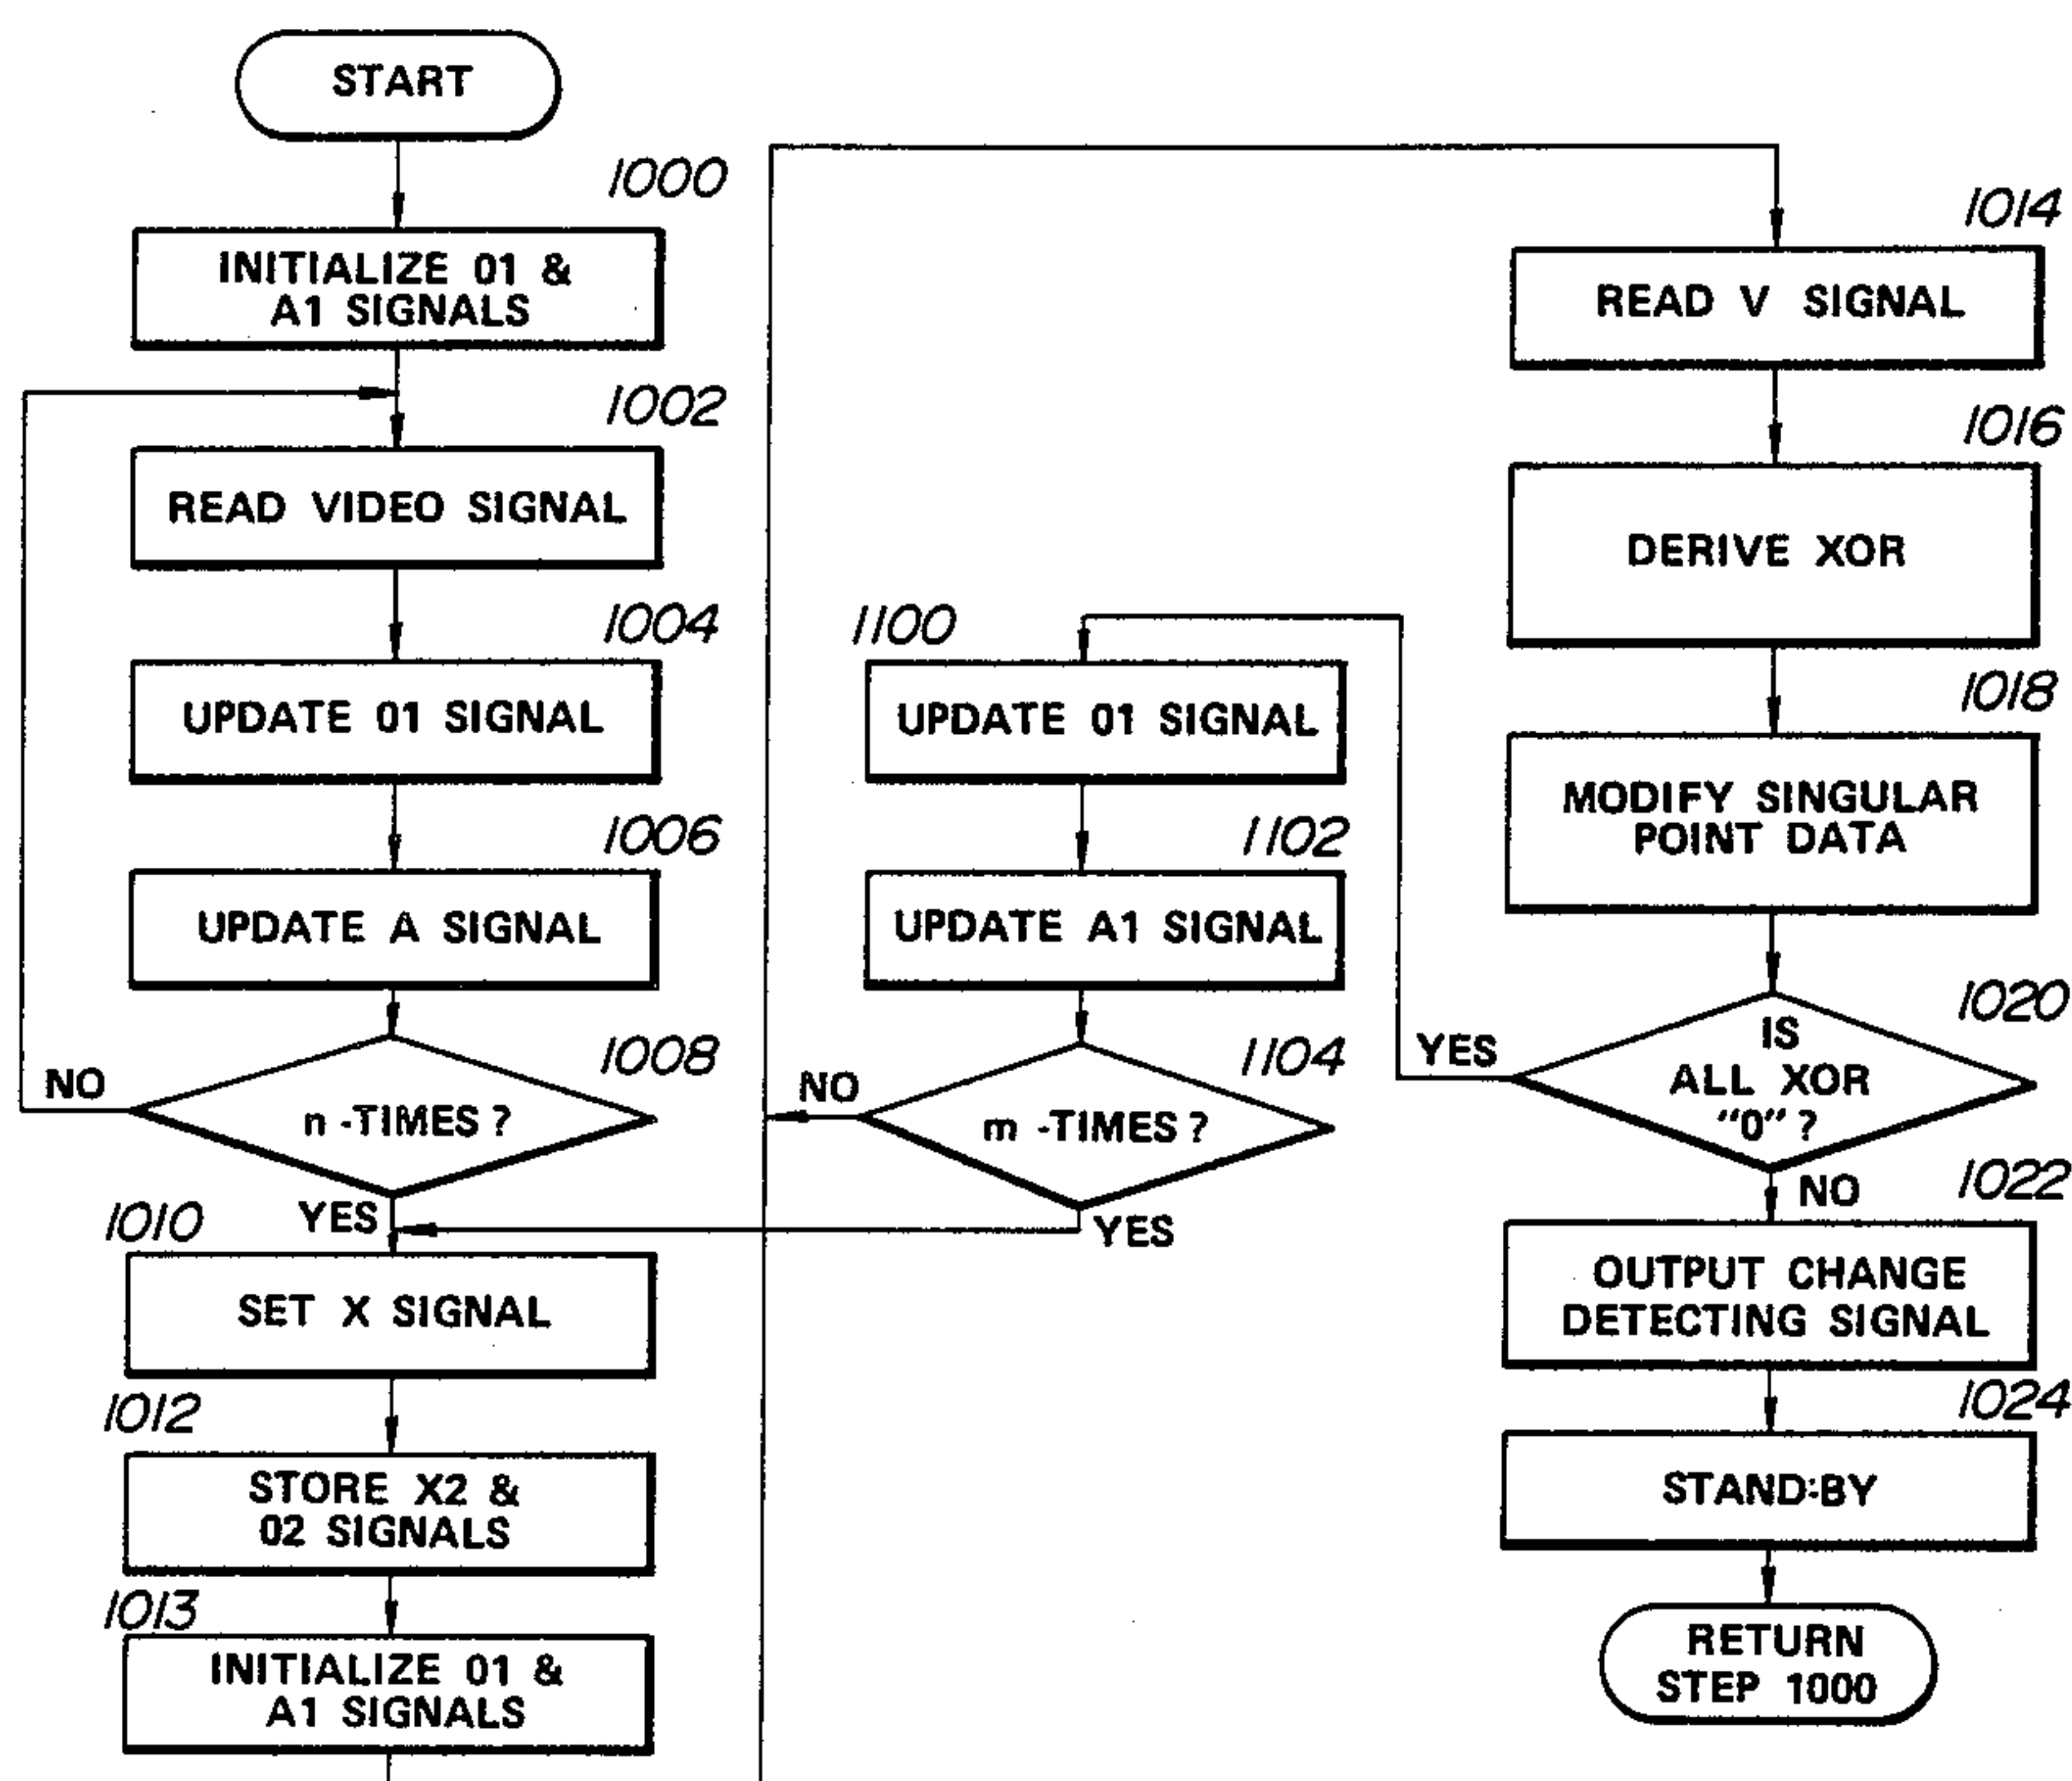 START
1000
INITIALIZE 01 &
A1 SIGNALS
1002
READ VIDEO SIGNAL
1004
UPDATE 01 SIGNAL
1006
UPDATE A SIGNAL
1008
NO
n -TIMES ?
YES
1010
SET X SIGNAL
1012
STORE X2 &
02 SIGNALS
1013
INITIALIZE 01 &
A1 SIGNALS
1100
UPDATE 01 SIGNAL
1102
UPDATE A1 SIGNAL
1104
NO
m -TIMES ?
YES
1014
READ V SIGNAL
1016
DERIVE XOR
1018
MODIFY SINGULAR
POINT DATA
1020
YES
IS
ALL XOR
"0" ?
NO
1022
OUTPUT CHANGE
DETECTING SIGNAL
1024
STAND-BY
RETURN
STEP 1000